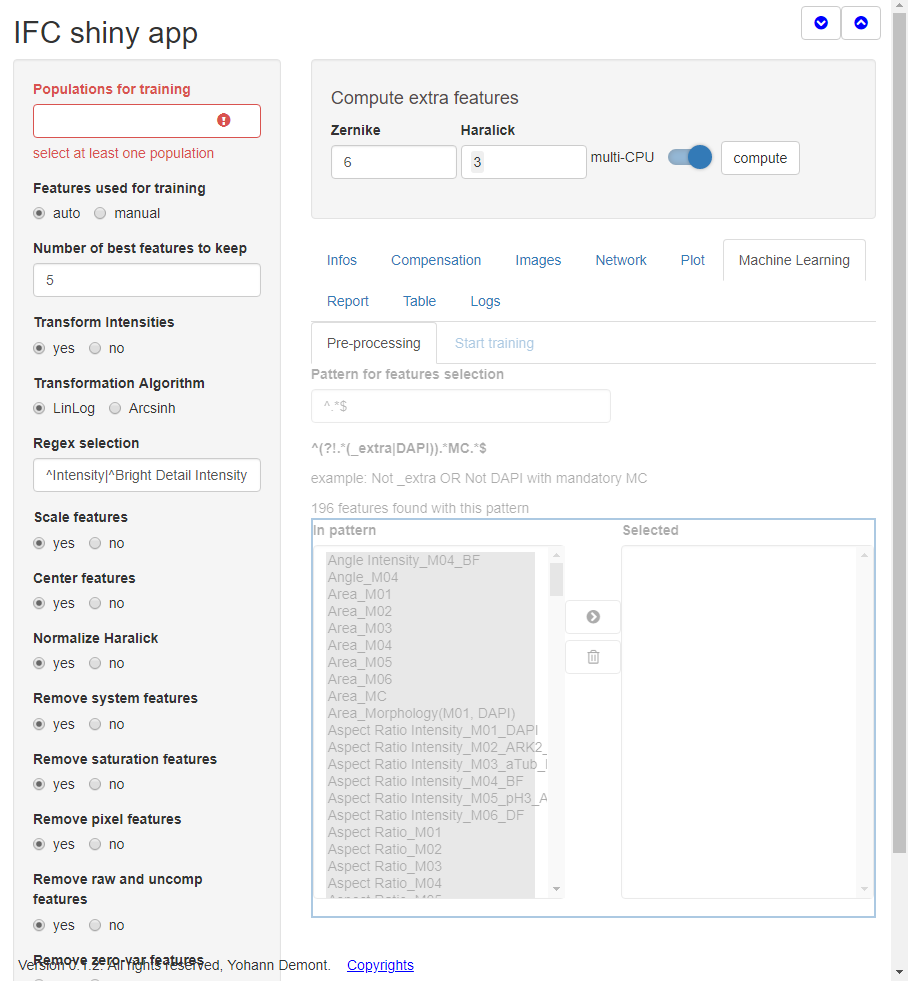 IFC shiny app
Populations for training
select at least one population
Features used for training
auto manual
Number of best features to keep
5
Transform Intensities
yes no
Transformation Algorithm
LinLog Arcsinh
Regex selection
^Intensity|^Bright Detail Intensity
Scale features
yes no
Center features
yes no
Normalize Haralick
yes no
Remove system features
yes no
Remove saturation features
yes no
Remove pixel features
yes no
Remove raw and uncomp
features
yes no
Remove zero-var features
Compute extra features
Zernike Haralick
6 3 multi-CPU compute
Infos Compensation Images Network Plot Machine Learning
Report Table Logs
Pre-processing Start training
Pattern for features selection
^.*$
^(?!.*(_extra|DAPI)).*MC.*$
example: Not _extra OR Not DAPI with mandatory MC
196 features found with this pattern
In pattern Selected
Angle Intensity_M04_BF
Angle_M04
Area_M01
Area_M02
Area_M03
Area_M04
Area_M05
Area_M06
Area_MC
Area_Morphology(M01, DAPI)
Aspect Ratio Intensity_M01_DAPI
Aspect Ratio Intensity_M02_ARK2_
Aspect Ratio Intensity_M03_aTub_
Aspect Ratio Intensity_M04_BF
Aspect Ratio Intensity_M05_pH3_A
Aspect Ratio Intensity_M06_DF
Aspect Ratio_M01
Aspect Ratio_M02
Aspect Ratio_M03
Aspect Ratio_M04
Aspect Ratio_M05
Version 0.1.2. All rights reserved, Yohann Demont. Copyrights